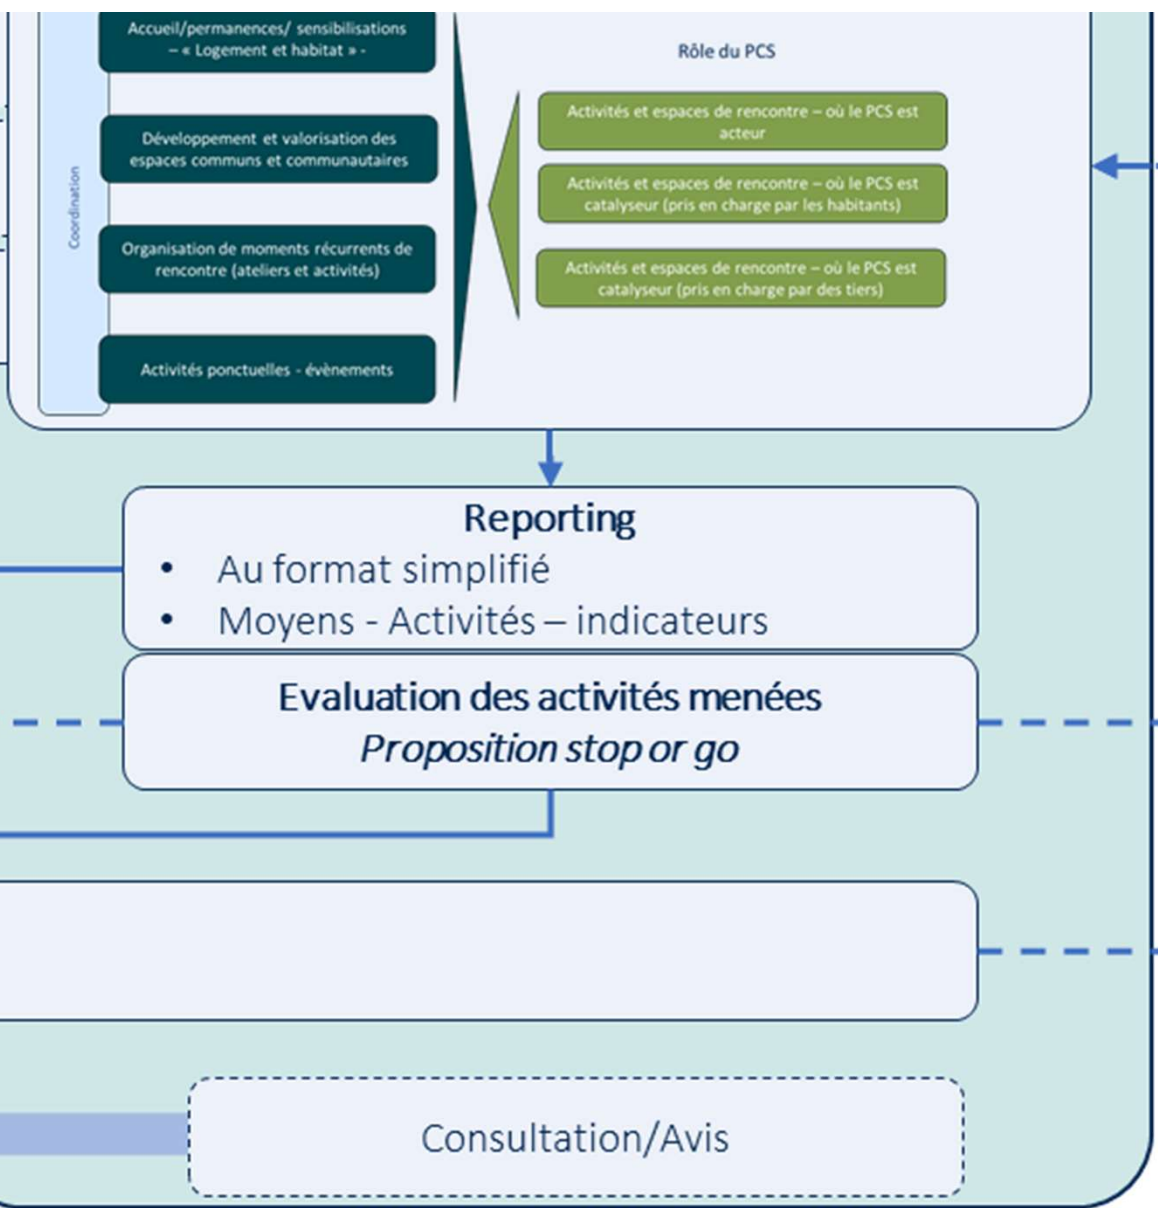 Accueil/permanences/ sensibilisations
– « Logement et habitat » -
Développement et valorisation des
espaces communs et communautaires
Organisation de moments récurrents de
rencontre (ateliers et activités)
Activités ponctuelles - évènements
Coordination
Rôle du PCS
Activités et espaces de rencontre – où le PCS est
acteur
Activités et espaces de rencontre – où le PCS est
catalyseur (pris en charge par les habitants)
Activités et espaces de rencontre – où le PCS est
catalyseur (pris en charge par des tiers)
Reporting
• Au format simplifié
• Moyens - Activités – indicateurs
Evaluation des activités menées
Proposition stop or go
Consultation/Avis